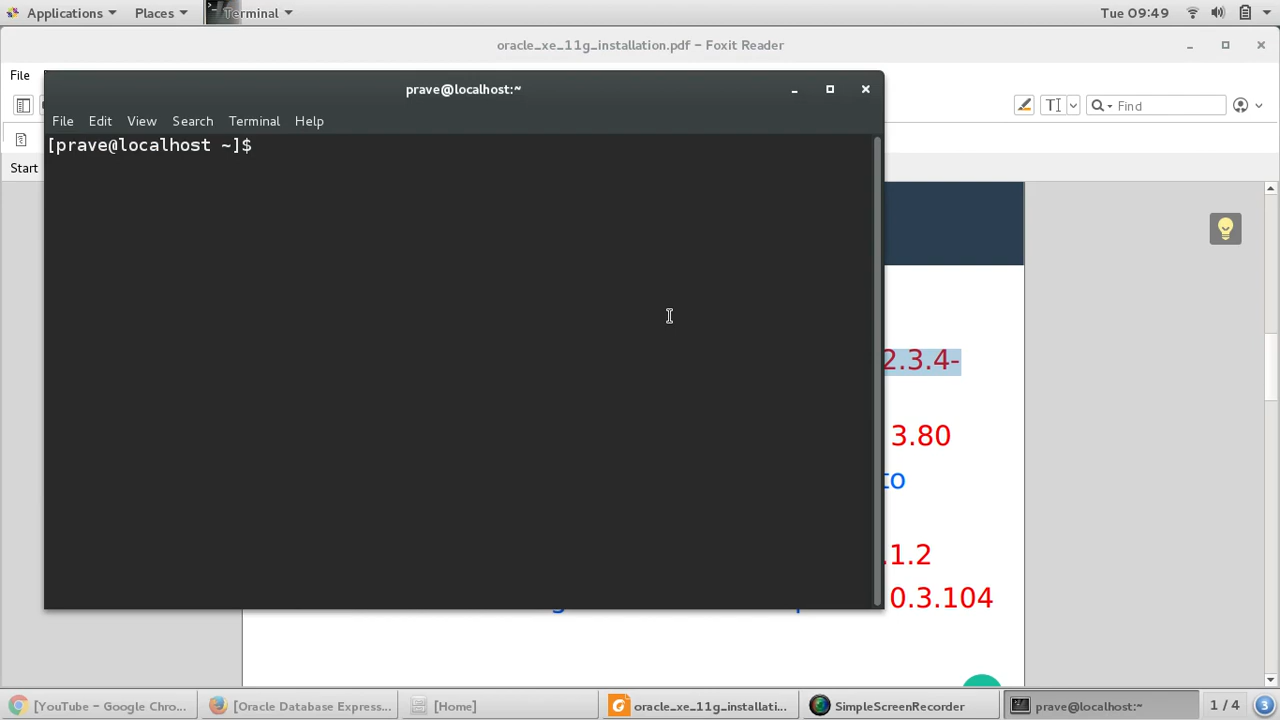 Applications Places Terminal Tue 09:49
oracle_xe_11g_installation.pdf – Foxit Reader
File
prave@localhost:~
Find
File Edit View Search Terminal Help
[prave@localhost ~]$
Start
2.3.4-
3.80
to
.1.2
0.3.104
[YouTube – Google Chro... [Oracle Database Express... [Home] oracle_xe_11g_installati... SimpleScreenRecorder prave@localhost:~ 1 / 4 3